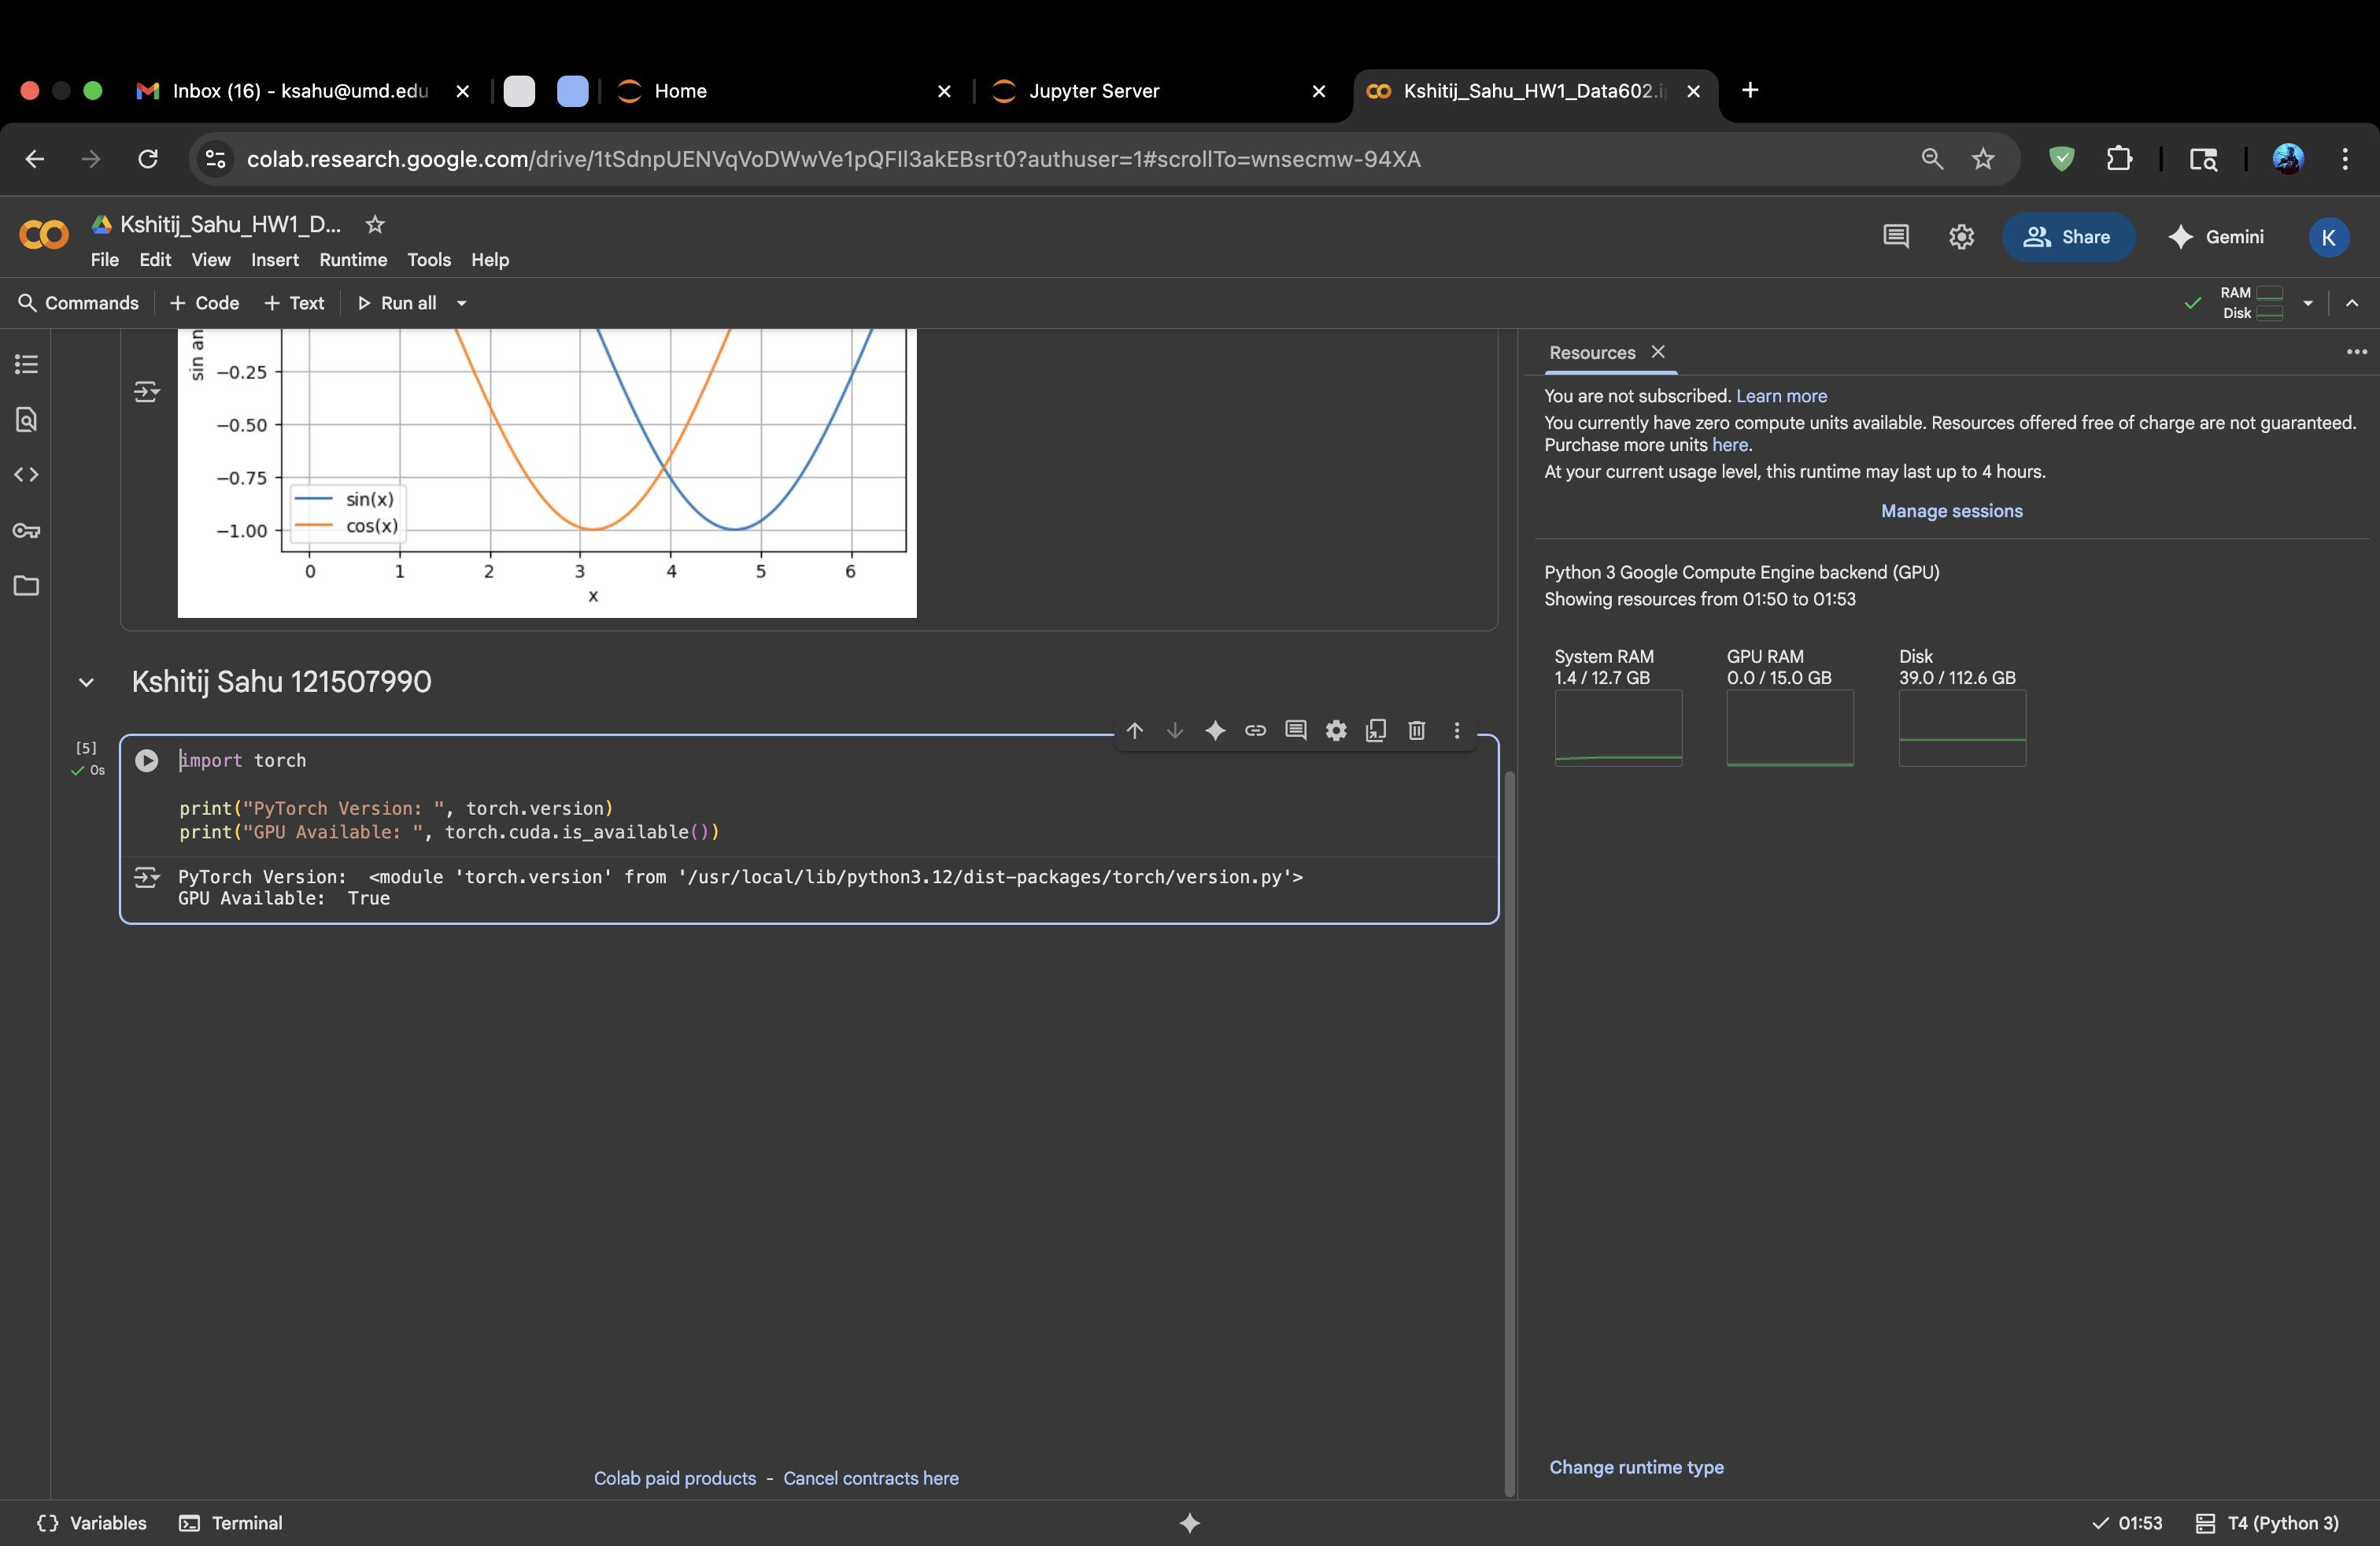 Inbox (16) - ksahu@umd.edu
Home
Jupyter Server
Kshitij_Sahu_HW1_Data602.i
colab.research.google.com/drive/1tSdnpUENVqVoDWwVe1pQFIl3akEBsrt0?authuser=1#scrollTo=wnsecmw-94XA
Kshitij_Sahu_HW1_D...
File Edit View Insert Runtime Tools Help
Share
Gemini
K
Commands
+ Code
+ Text
Run all
RAM
Disk
sin an
−0.25
−0.50
−0.75
−1.00
sin(x)
cos(x)
0 1 2 3 4 5 6
x
Kshitij Sahu 121507990
[5]
0s
import torch
print("PyTorch Version: ", torch.version)
print("GPU Available: ", torch.cuda.is_available())
PyTorch Version:  <module 'torch.version' from '/usr/local/lib/python3.12/dist-packages/torch/version.py'>
GPU Available:  True
Colab paid products - Cancel contracts here
Resources
You are not subscribed. Learn more
You currently have zero compute units available. Resources offered free of charge are not guaranteed.
Purchase more units here.
At your current usage level, this runtime may last up to 4 hours.
Manage sessions
Python 3 Google Compute Engine backend (GPU)
Showing resources from 01:50 to 01:53
System RAM
1.4 / 12.7 GB
GPU RAM
0.0 / 15.0 GB
Disk
39.0 / 112.6 GB
Change runtime type
Variables
Terminal
01:53
T4 (Python 3)